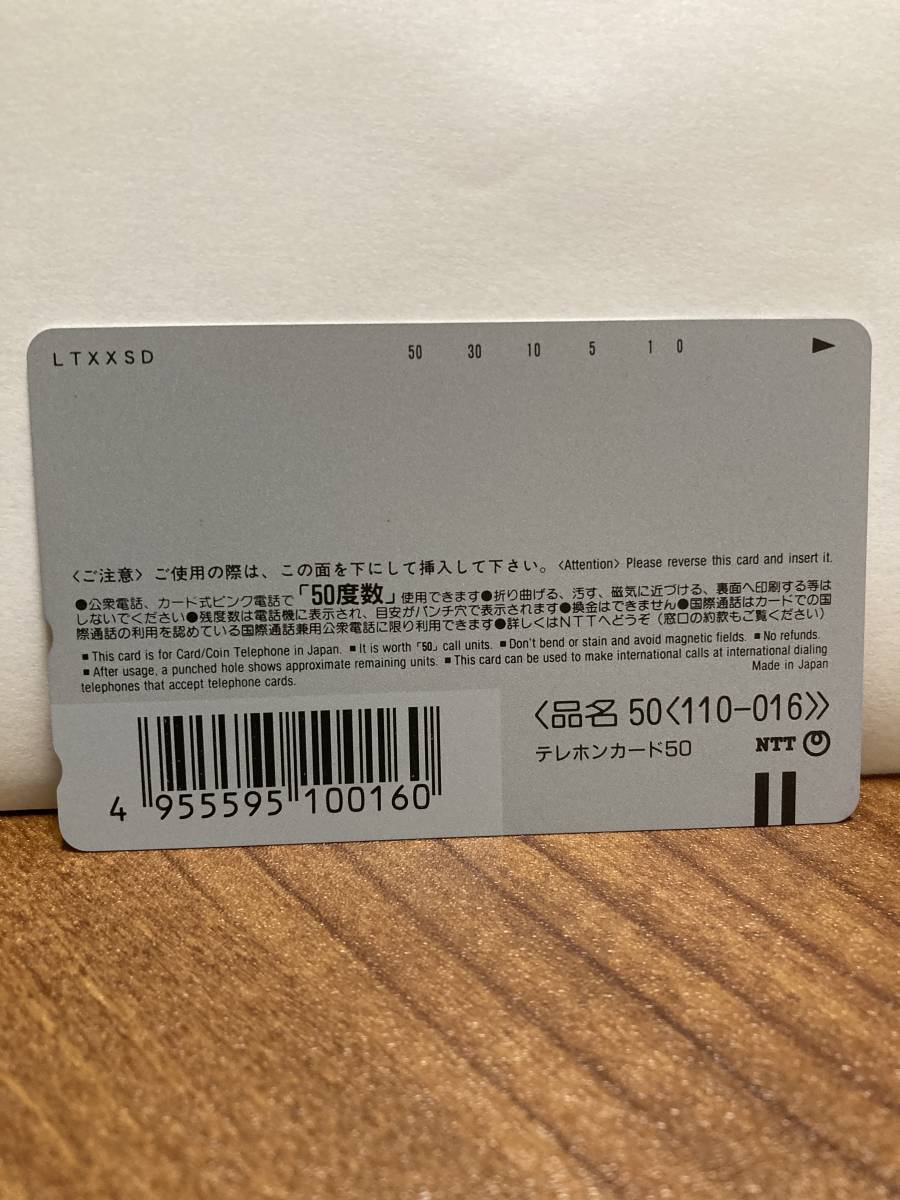 LTXXSD 50 30 10 5 1 0 ▶
〈ご注意〉ご使用の際は、この面を下にして挿入して下さい。〈Attention〉Please reverse this card and insert it.
●公衆電話、カード式ピンク電話で「50度数」使用できます●折り曲げる、汚す、磁気に近づける、裏面へ印刷する等は
しないでください●残度数は電話機に表示され、目安がパンチ穴で表示されます●換金はできません●国際通話はカードでの国
際通話の利用を認めている国際通話兼用公衆電話に限り利用できます●詳しくはNTTへどうぞ(窓口の約款もご覧ください)
■This card is for Card/Coin Telephone in Japan. ■It is worth「50」call units. ■Don't bend or stain and avoid magnetic fields. ■No refunds.
■After usage, a punched hole shows approximate remaining units. ■This card can be used to make international calls at international dialing
telephones that accept telephone cards.
Made in Japan
〈品名 50〈110-016〉〉
テレホンカード50
NTT
4 955595 100160